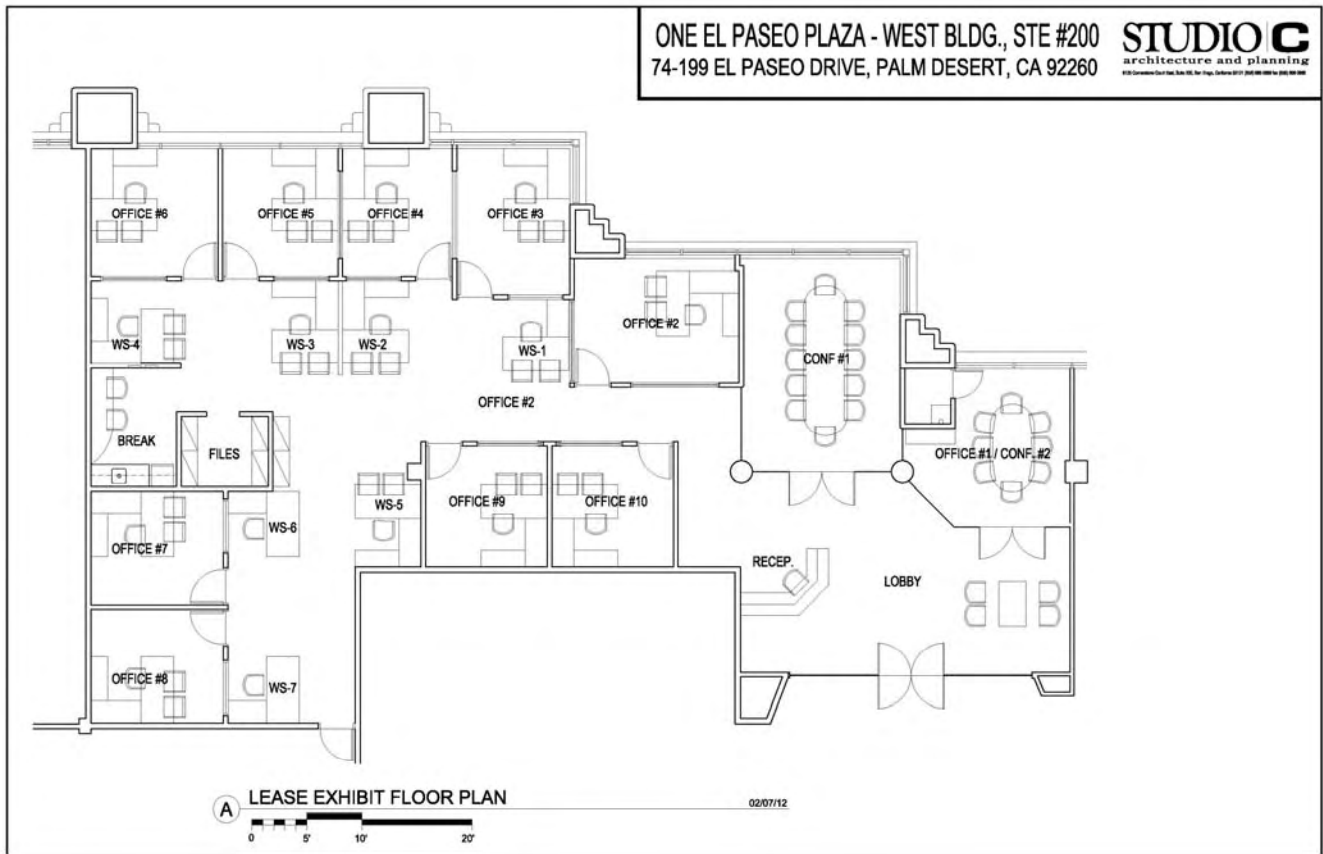 ONE EL PASEO PLAZA - WEST BLDG., STE #200
74-199 EL PASEO DRIVE, PALM DESERT, CA 92260
STUDIO C
architecture and planning
OFFICE #6
OFFICE #5
OFFICE #4
OFFICE #3
OFFICE #2
WS-4
WS-3
WS-2
WS-1
CONF #1
OFFICE #2
BREAK
FILES
OFFICE #1 / CONF. #2
WS-5
OFFICE #9
OFFICE #10
WS-6
OFFICE #7
RECEP.
LOBBY
OFFICE #8
WS-7
A
LEASE EXHIBIT FLOOR PLAN
02/07/12
0 5' 10' 20'